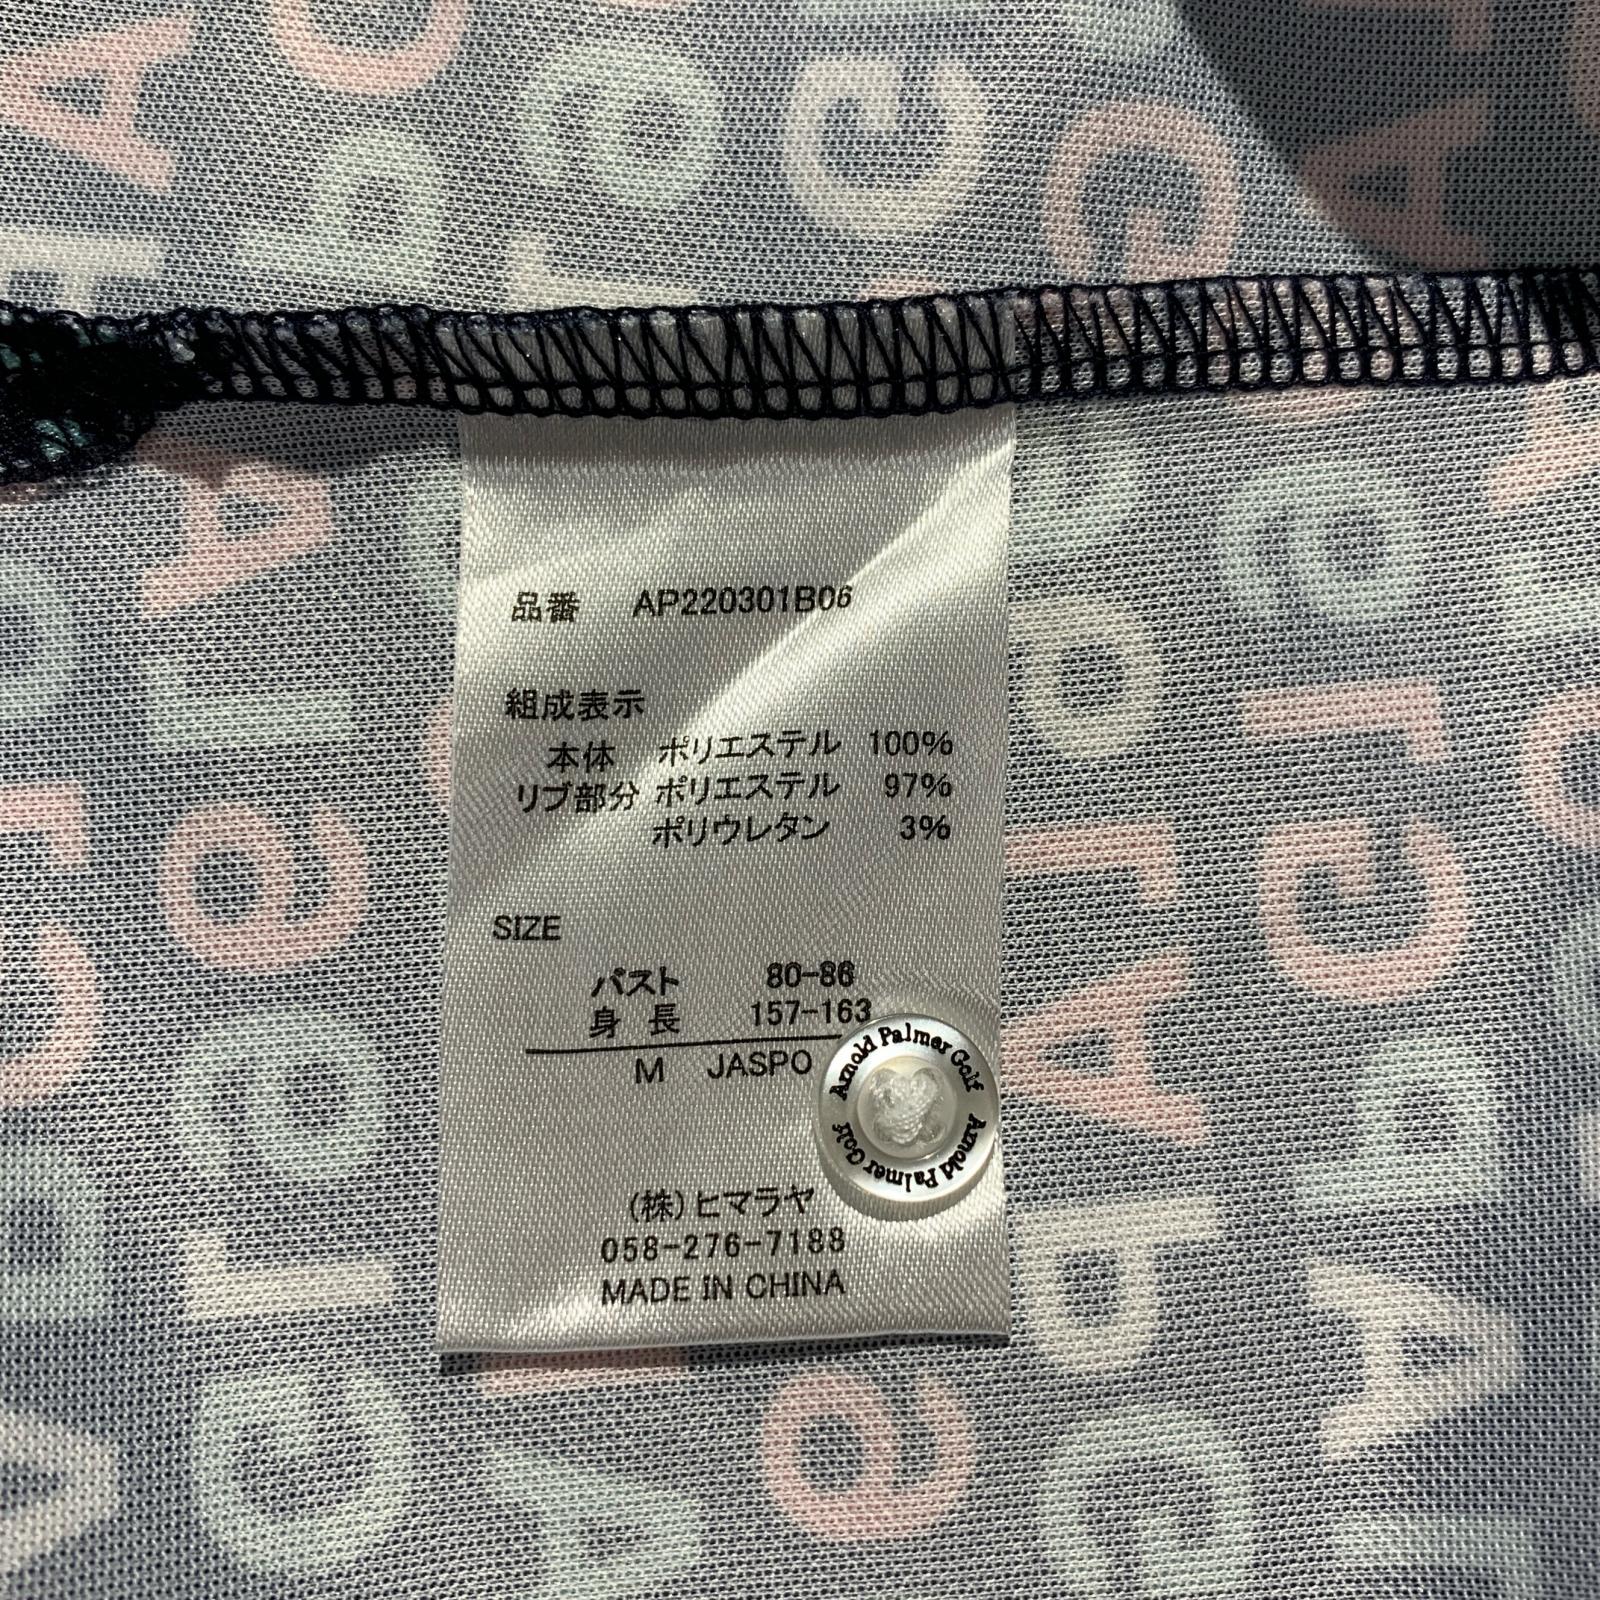 品番 AP220301B06
組成表示
本体 ポリエステル 100%
リブ部分 ポリエステル 97%
ポリウレタン 3%
SIZE
バスト 80-86
身長 157-163
M JASPO
Arnold Palmer Golf
Arnold Palmer Golf
(株)ヒマラヤ
058-276-7188
MADE IN CHINA